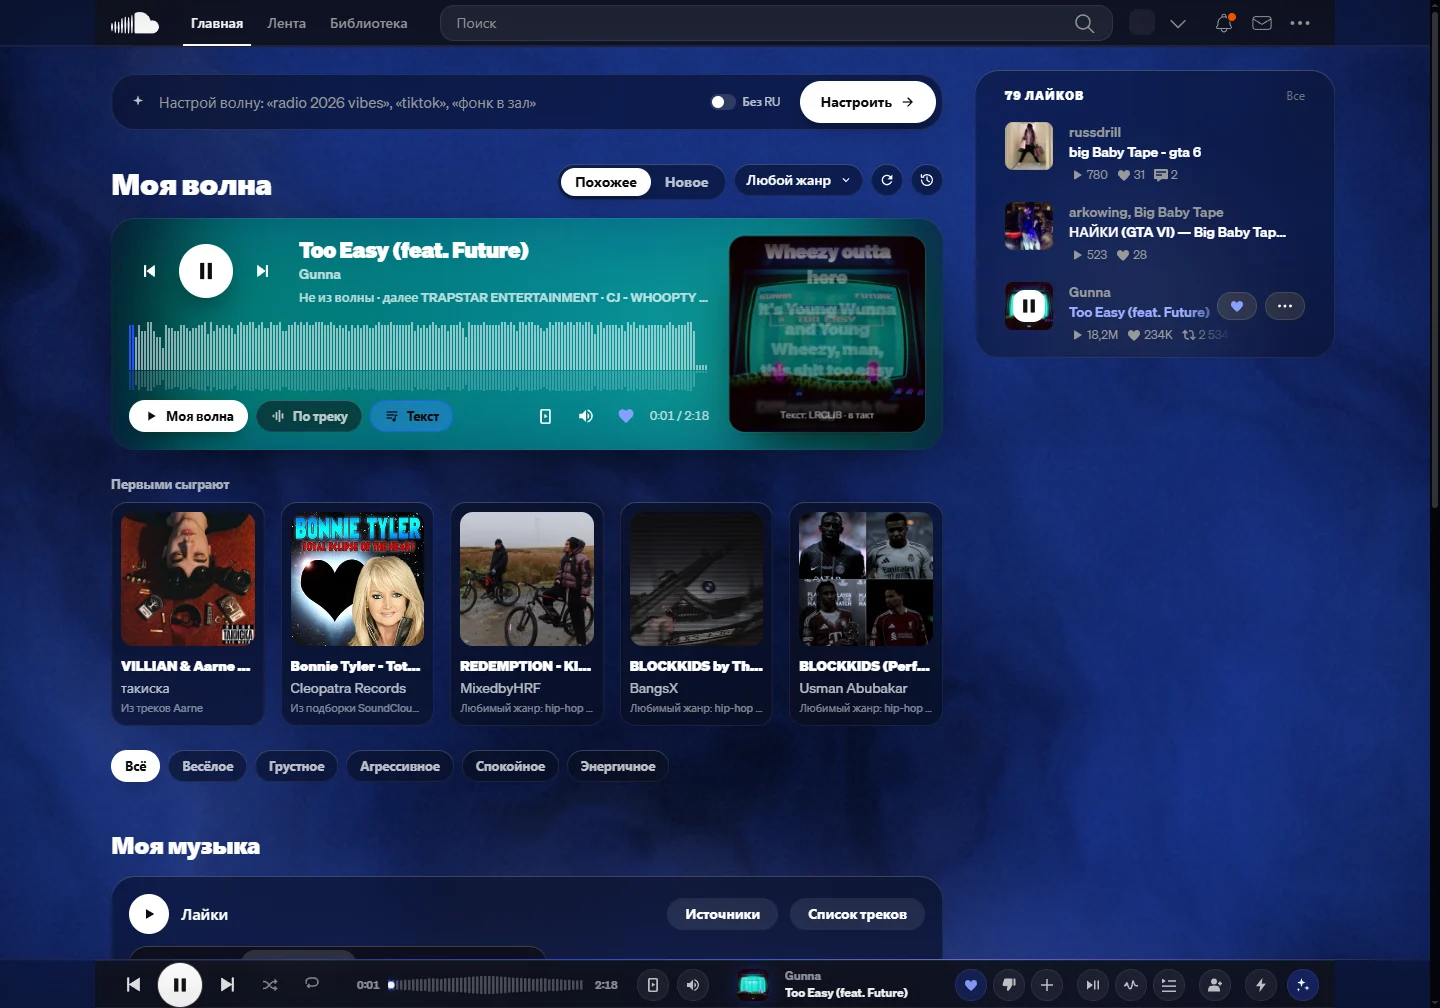 Главная
Лента
Библиотека
Поиск
Настрой волну: «radio 2026 vibes», «tiktok», «фонк в зал»
Без RU
Настроить
79 ЛАЙКОВ
Все
russdrill
big Baby Tape - gta 6
780 31 2
arkowing, Big Baby Tape
НАЙКИ (GTA VI) — Big Baby Tap...
523 28
Gunna
Too Easy (feat. Future)
18,2M 234K 2 534
Моя волна
Похожее
Новое
Любой жанр
Too Easy (feat. Future)
Gunna
Не из волны · далее TRAPSTAR ENTERTAINMENT · CJ - WHOOPTY ...
Моя волна
По треку
Текст
0:01 / 2:18
Wheezy outta
here
It's Young Wunna
and Young
Wheezy, man,
this shit too easy
Текст: LRCLIB · в такт
Первыми сыграют
BONNIE TYLER
TOTAL ECLIPSE OF THE HEART
VILLIAN & Aarne ...
такиска
Из треков Aarne
Bonnie Tyler - Tot...
Cleopatra Records
Из подборки SoundClou...
REDEMPTION - KI...
MixedbyHRF
Любимый жанр: hip-hop ...
BLOCKKIDS by Th...
BangsX
Любимый жанр: hip-hop ...
BLOCKKIDS (Perf...
Usman Abubakar
Любимый жанр: hip-hop ...
Всё
Весёлое
Грустное
Агрессивное
Спокойное
Энергичное
Моя музыка
Лайки
Источники
Список треков
0:01
2:18
Gunna
Too Easy (feat. Future)